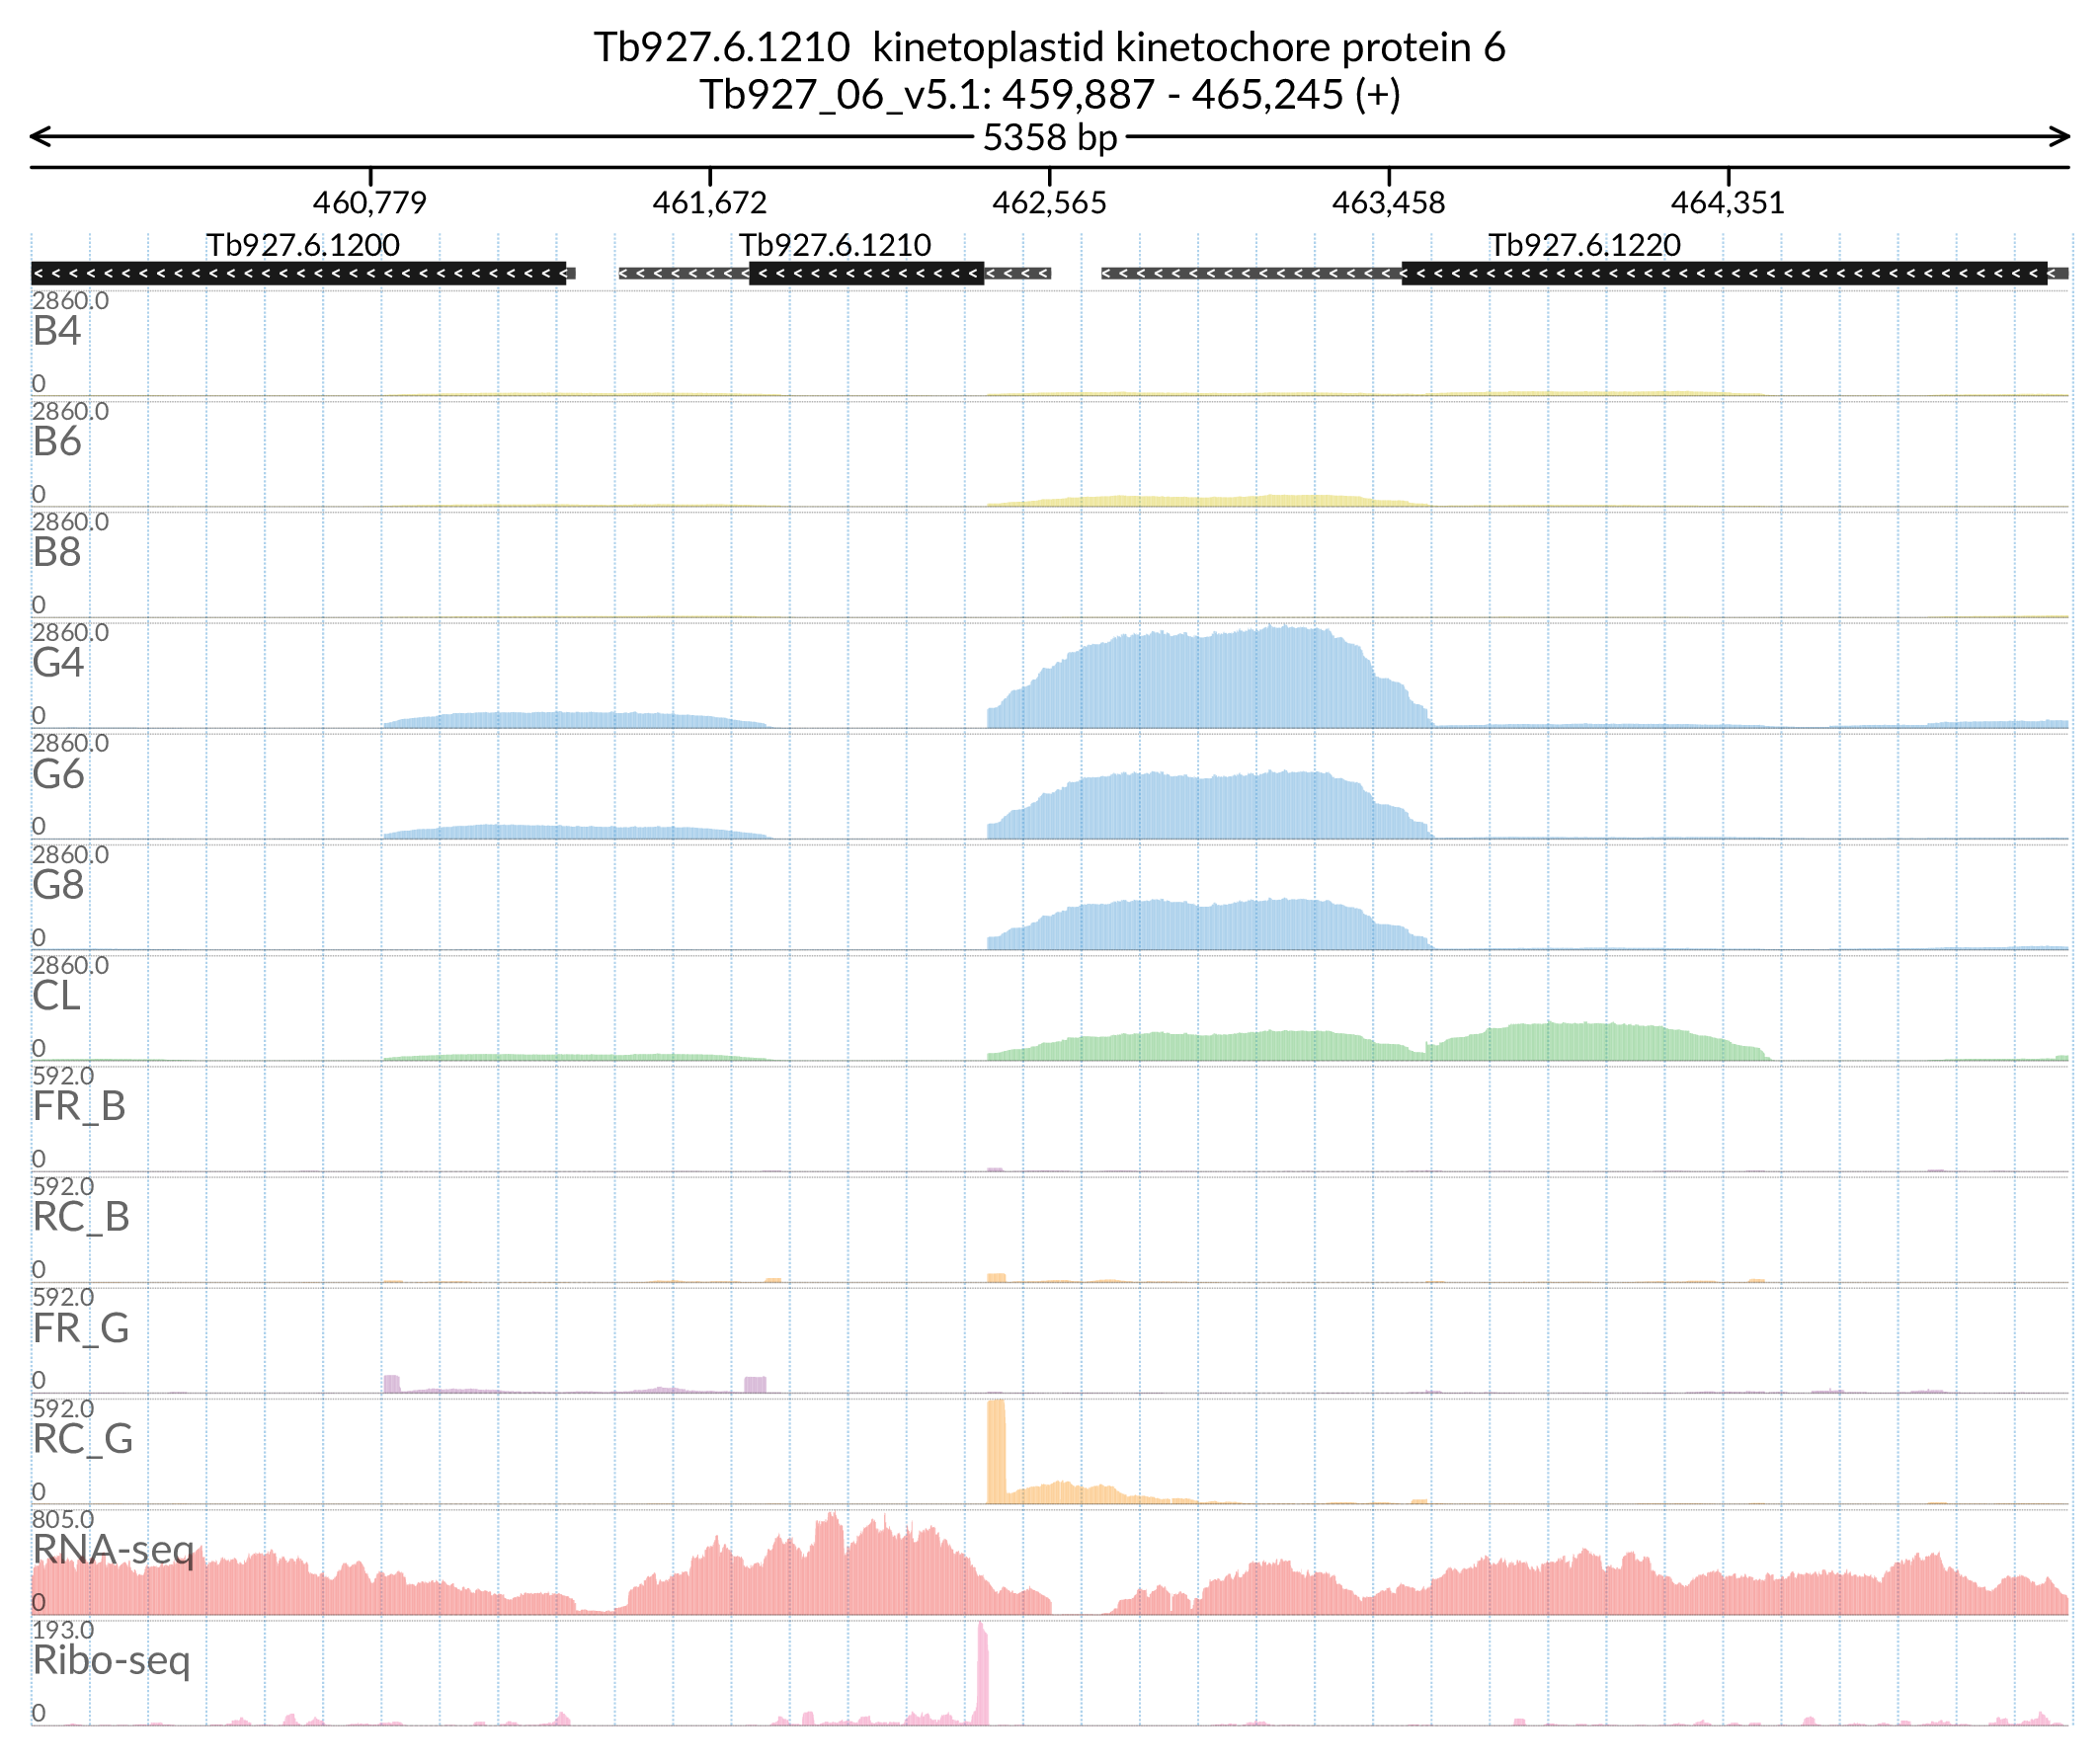 Tb927.6.1210  kinetoplastid kinetochore protein 6
Tb927_06_v5.1: 459,887 - 465,245 (+)
5358 bp
460,779 461,672 462,565 463,458 464,351
Tb927.6.1200 Tb927.6.1210 Tb927.6.1220
2860.0
B4
0
2860.0
B6
0
2860.0
B8
0
2860.0
G4
0
2860.0
G6
0
2860.0
G8
0
2860.0
CL
0
592.0
FR_B
0
592.0
RC_B
0
592.0
FR_G
0
592.0
RC_G
0
805.0
RNA-seq
0
193.0
Ribo-seq
0